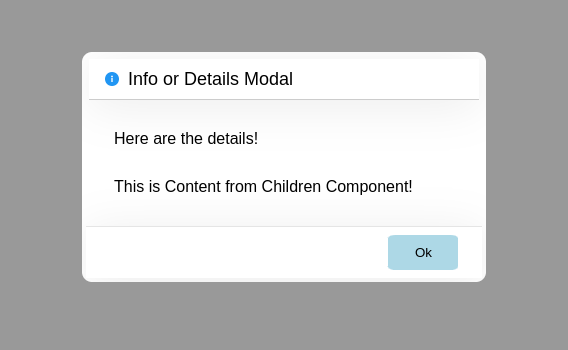 Info or Details Modal
Here are the details!
This is Content from Children Component!
Ok